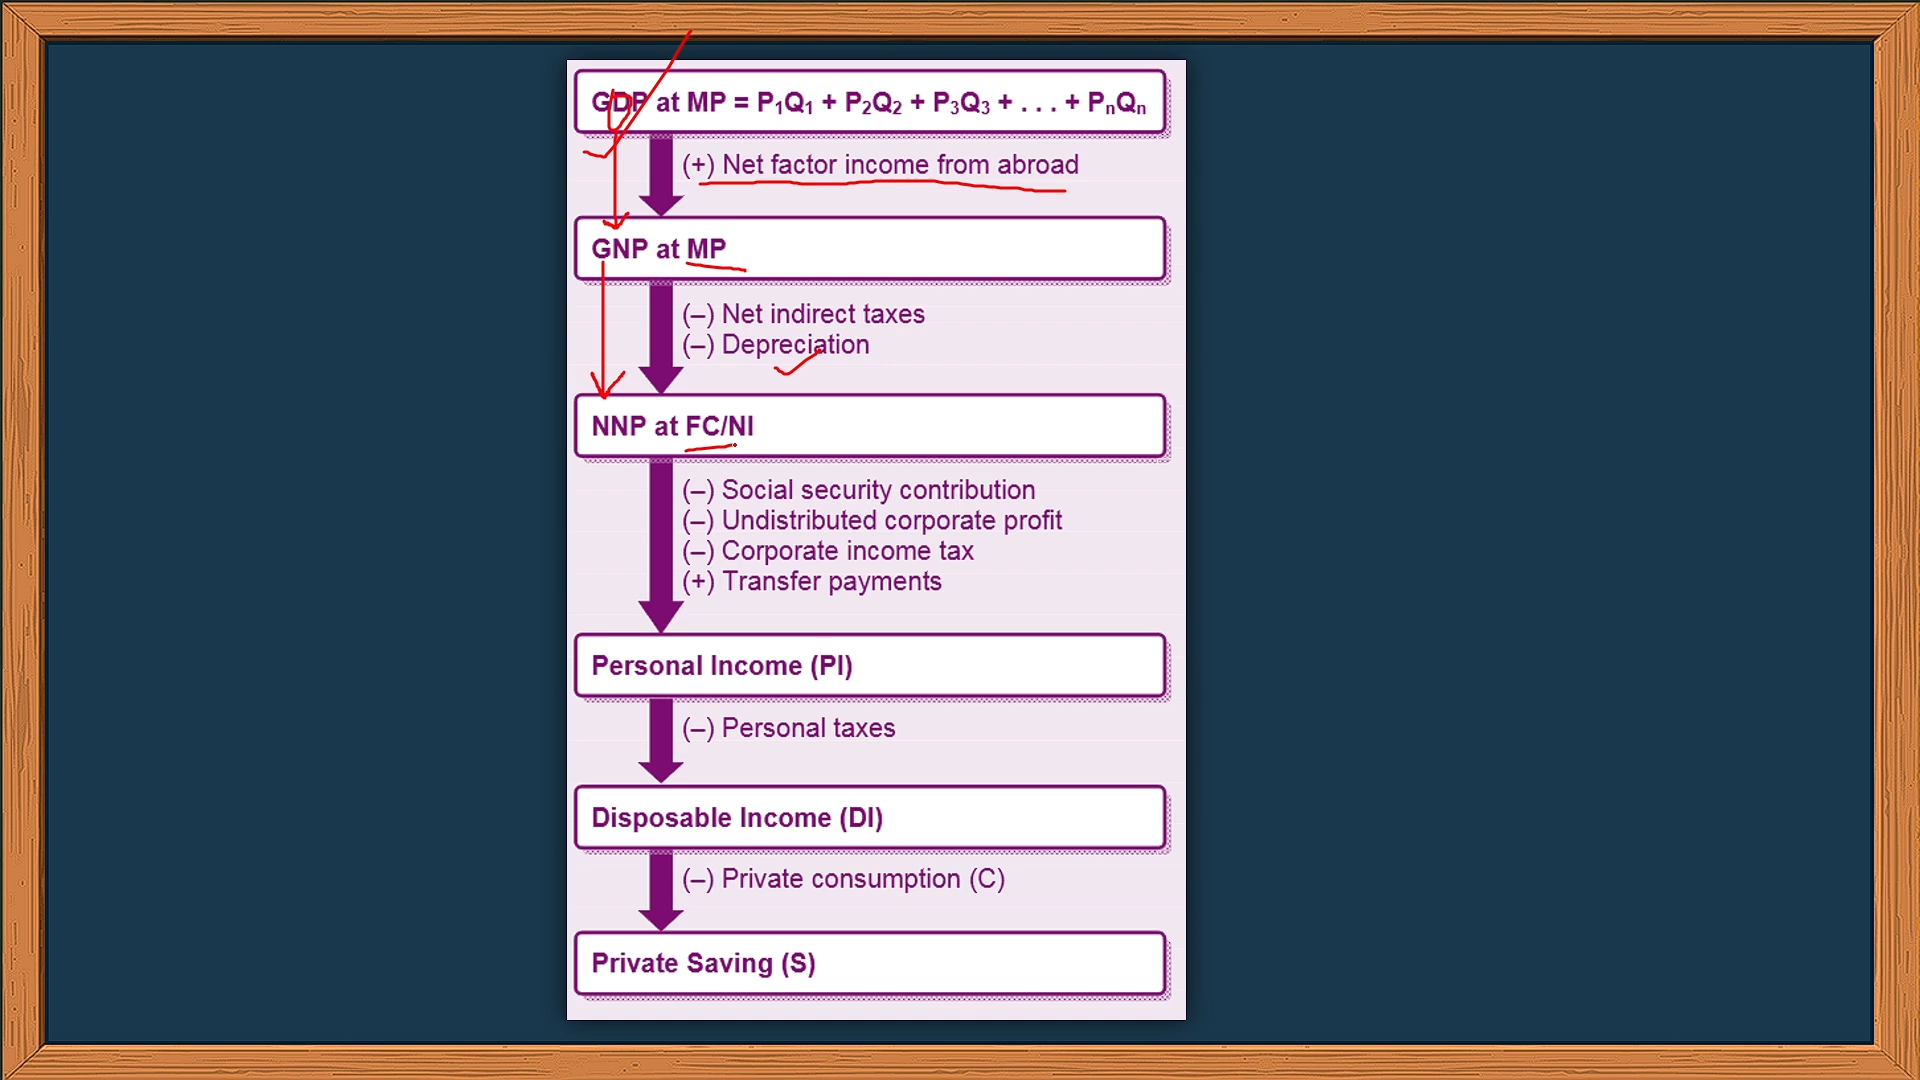 GDP at MP = P₁Q₁ + P₂Q₂ + P₃Q₃ + . . . + PₙQₙ
(+) Net factor income from abroad
GNP at MP
(–) Net indirect taxes
(–) Depreciation
NNP at FC/NI
(–) Social security contribution
(–) Undistributed corporate profit
(–) Corporate income tax
(+) Transfer payments
Personal Income (PI)
(–) Personal taxes
Disposable Income (DI)
(–) Private consumption (C)
Private Saving (S)